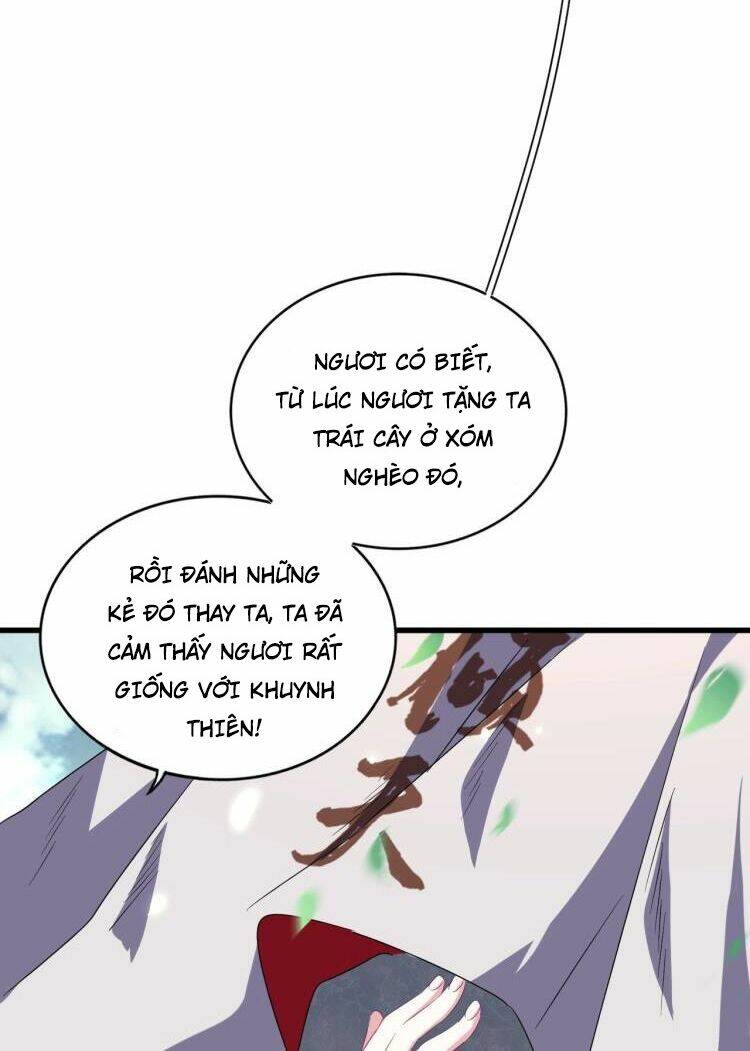 NGƯƠI CÓ BIẾT,
TỪ LÚC NGƯƠI TẶNG TA
TRÁI CÂY Ở XÓM
NGHÈO ĐÓ,
RỒI ĐÁNH NHỮNG
KẺ ĐÓ THAY TA, TA ĐÃ
CẢM THẤY NGƯƠI RẤT
GIỐNG VỚI KHUYNH
THIÊN!